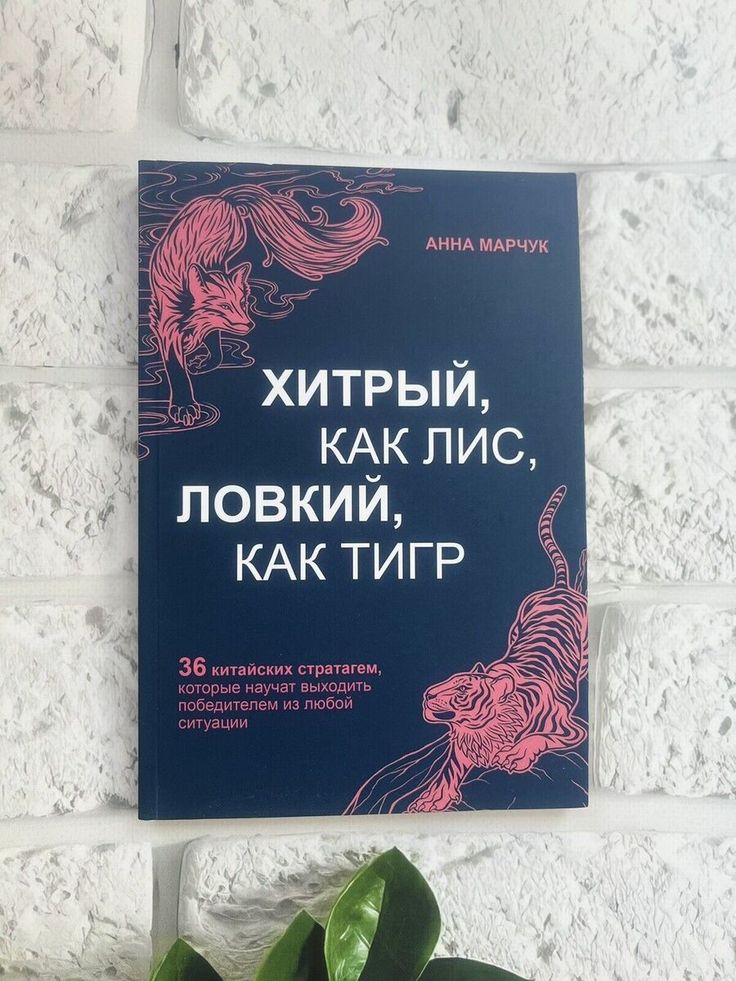 АННА МАРЧУК
ХИТРЫЙ,
КАК ЛИС,
ЛОВКИЙ,
КАК ТИГР
36 китайских стратагем,
которые научат выходить
победителем из любой
ситуации